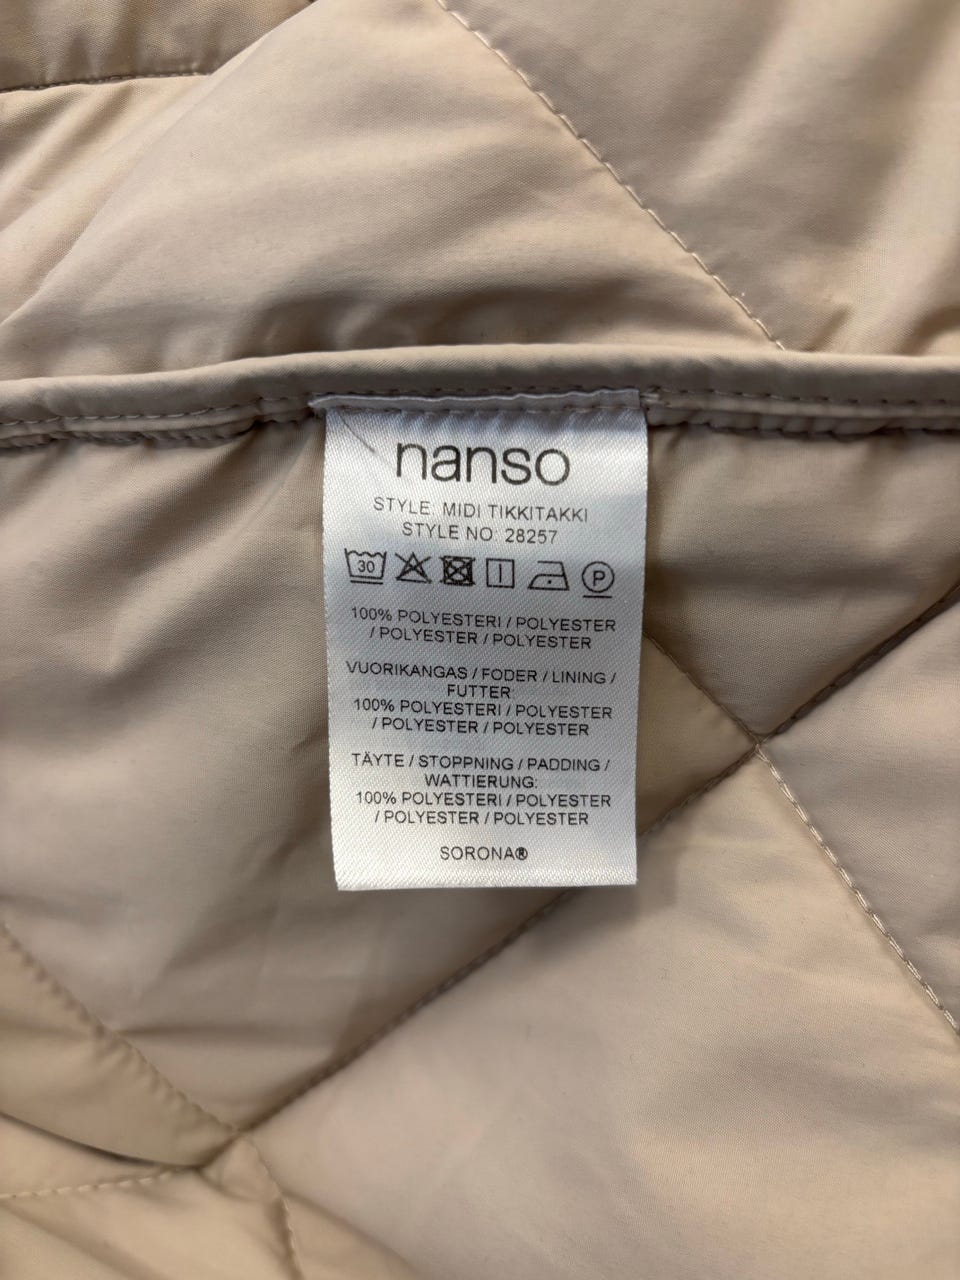 nanso
STYLE: MIDI TIKKITAKKI
STYLE NO: 28257
30 P
100% POLYESTERI / POLYESTER
/ POLYESTER / POLYESTER
VUORIKANGAS / FODER / LINING /
FUTTER:
100% POLYESTERI / POLYESTER
/ POLYESTER / POLYESTER
TÄYTE / STOPPNING / PADDING /
WATTIERUNG:
100% POLYESTERI / POLYESTER
/ POLYESTER / POLYESTER
SORONA®